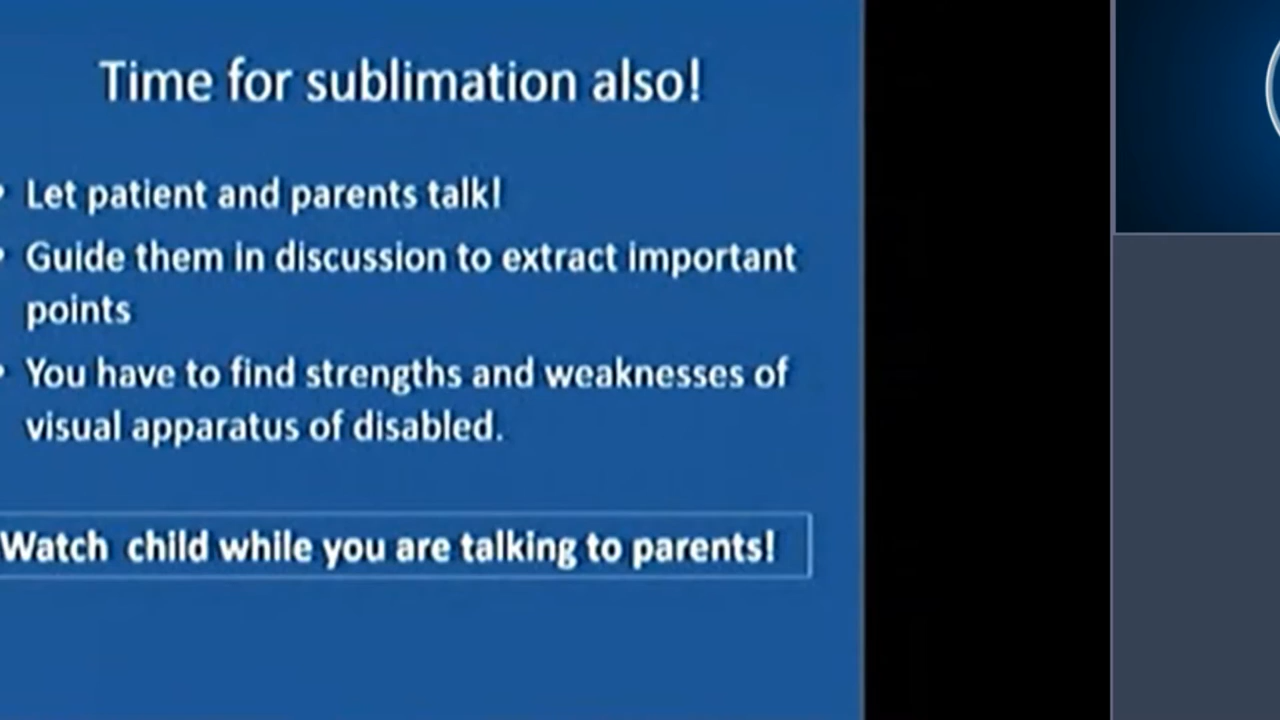 Time for sublimation also!
• Let patient and parents talk!
• Guide them in discussion to extract important
points
• You have to find strengths and weaknesses of
visual apparatus of disabled.
Watch child while you are talking to parents!